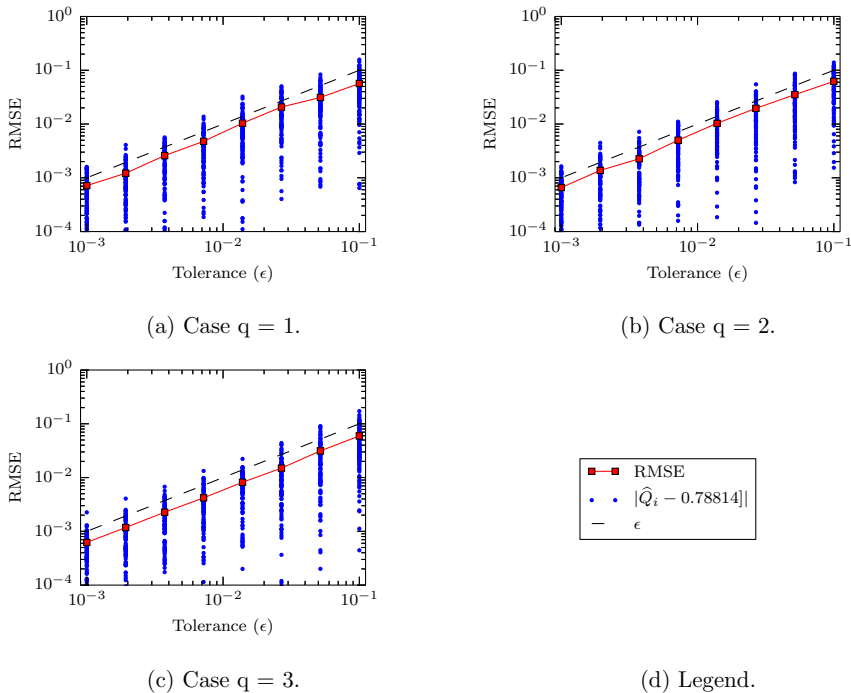 10^0
10^-1
10^-2
10^-3
10^-4
RMSE
10^-3
10^-2
10^-1
Tolerance (ϵ)
(a) Case q = 1.
10^0
10^-1
10^-2
10^-3
10^-4
RMSE
10^-3
10^-2
10^-1
Tolerance (ϵ)
(b) Case q = 2.
10^0
10^-1
10^-2
10^-3
10^-4
RMSE
10^-3
10^-2
10^-1
Tolerance (ϵ)
(c) Case q = 3.
RMSE
|Q̂_i − 0.78814]|
ϵ
(d) Legend.